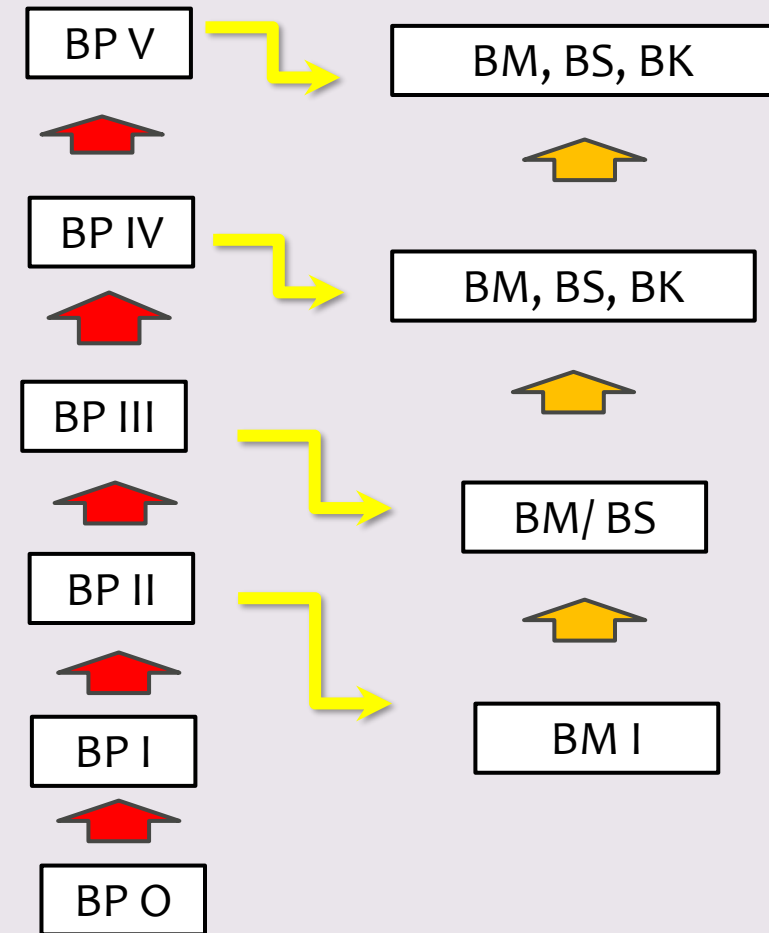 BP V
BM, BS, BK
BP IV
BM, BS, BK
BP III
BM/ BS
BP II
BM I
BP I
BP O